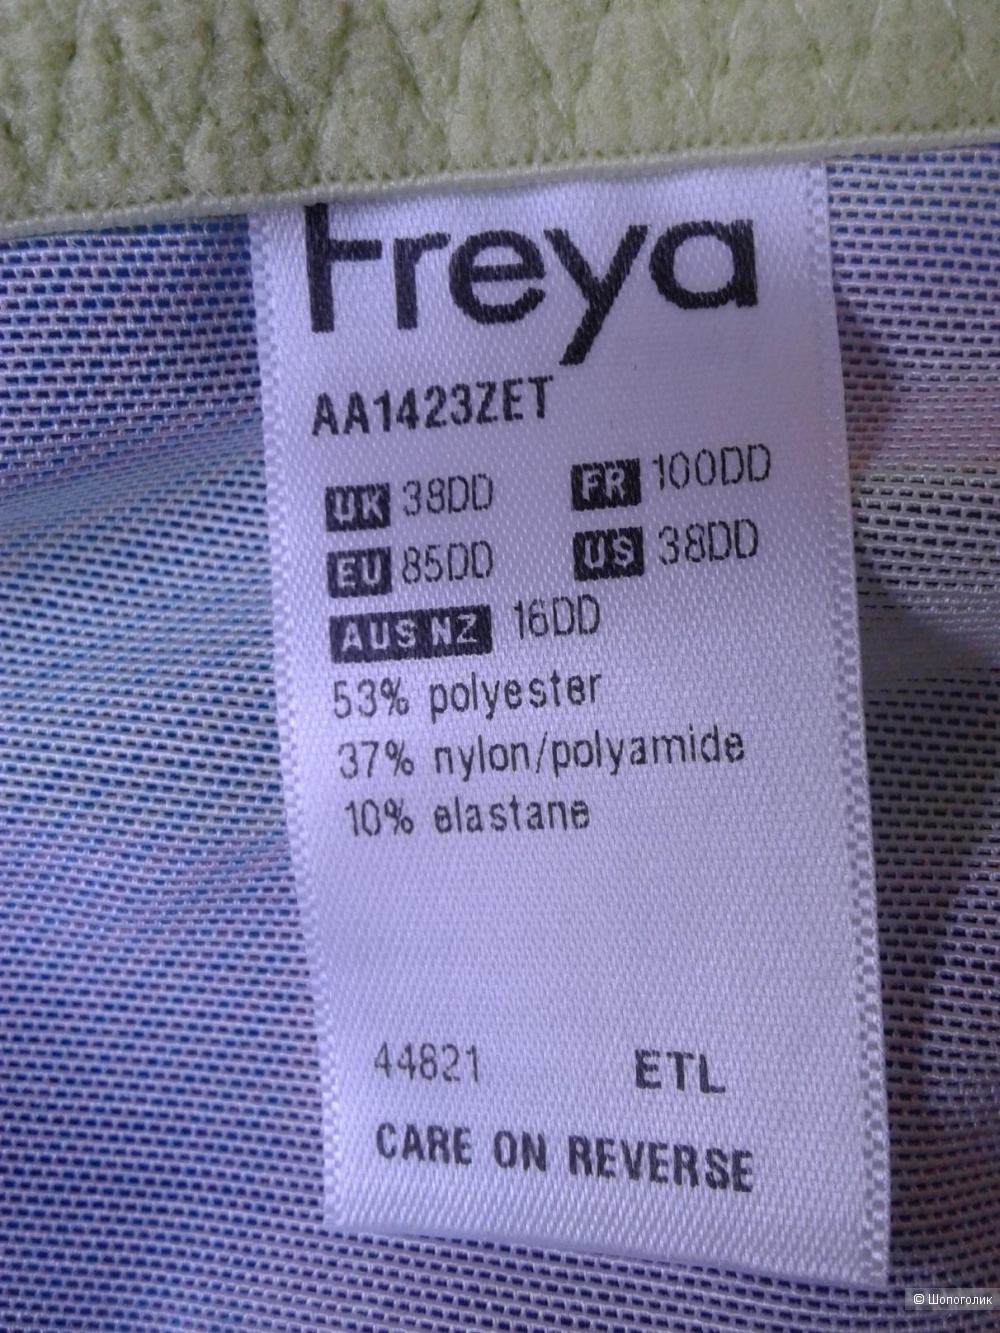 Freya
AA1423ZET
UK 38DD FR 100DD
EU 85DD US 38DD
AUS NZ 16DD
53% polyester
37% nylon/polyamide
10% elastane
44821 ETL
CARE ON REVERSE
© Шопоголик